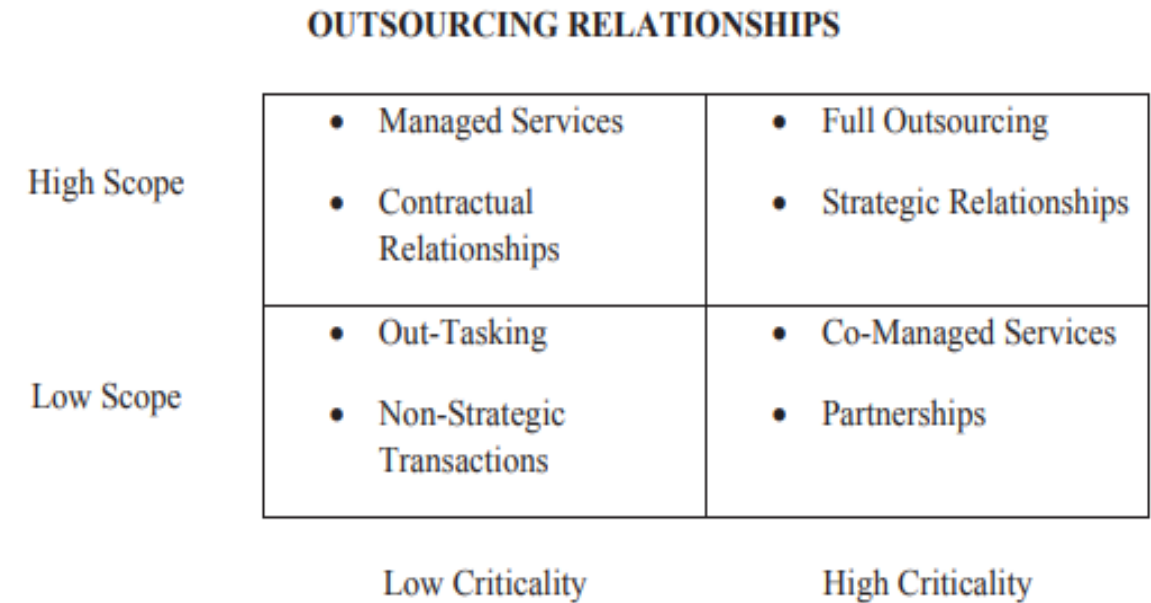 OUTSOURCING RELATIONSHIPS
High Scope
• Managed Services
• Contractual
Relationships
• Full Outsourcing
• Strategic Relationships
Low Scope
• Out-Tasking
• Non-Strategic
Transactions
• Co-Managed Services
• Partnerships
Low Criticality
High Criticality